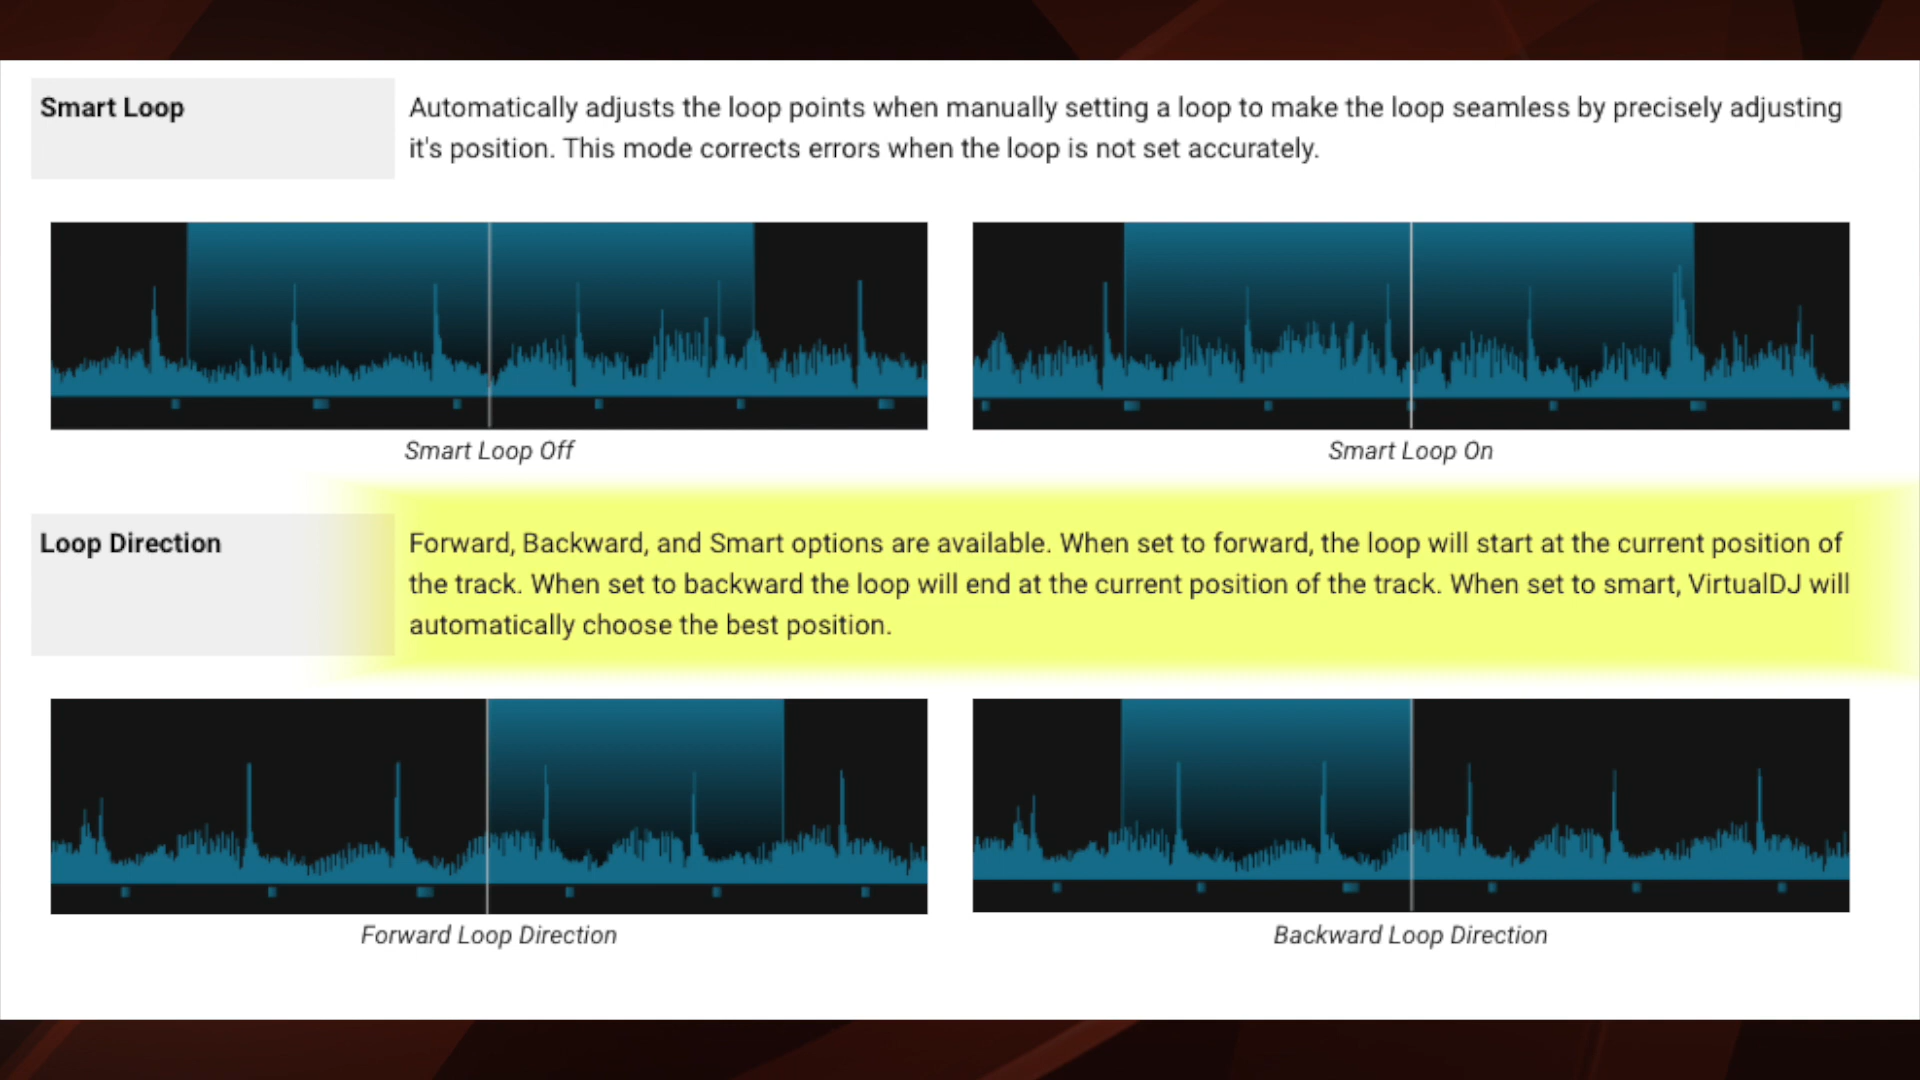 Smart Loop
Automatically adjusts the loop points when manually setting a loop to make the loop seamless by precisely adjusting
it's position. This mode corrects errors when the loop is not set accurately.
Smart Loop Off
Smart Loop On
Loop Direction
Forward, Backward, and Smart options are available. When set to forward, the loop will start at the current position of
the track. When set to backward the loop will end at the current position of the track. When set to smart, VirtualDJ will
automatically choose the best position.
Forward Loop Direction
Backward Loop Direction